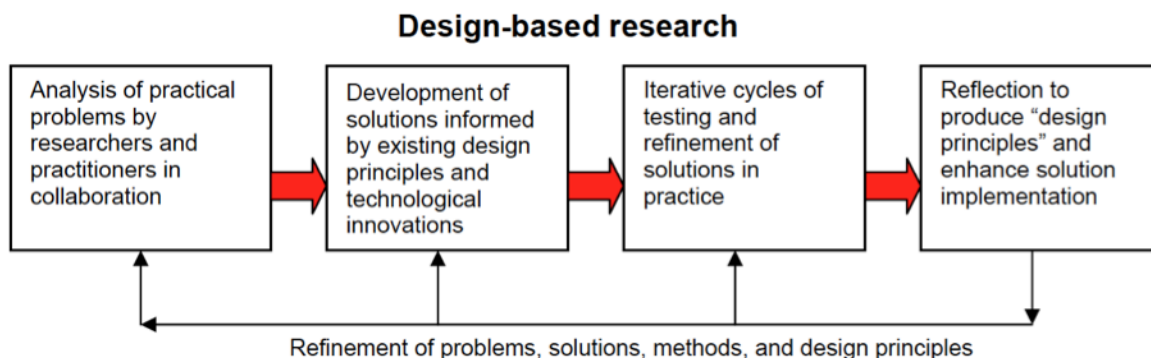 Design-based research
Analysis of practical
problems by
researchers and
practitioners in
collaboration
Development of
solutions informed
by existing design
principles and
technological
innovations
Iterative cycles of
testing and
refinement of
solutions in
practice
Reflection to
produce “design
principles” and
enhance solution
implementation
Refinement of problems, solutions, methods, and design principles